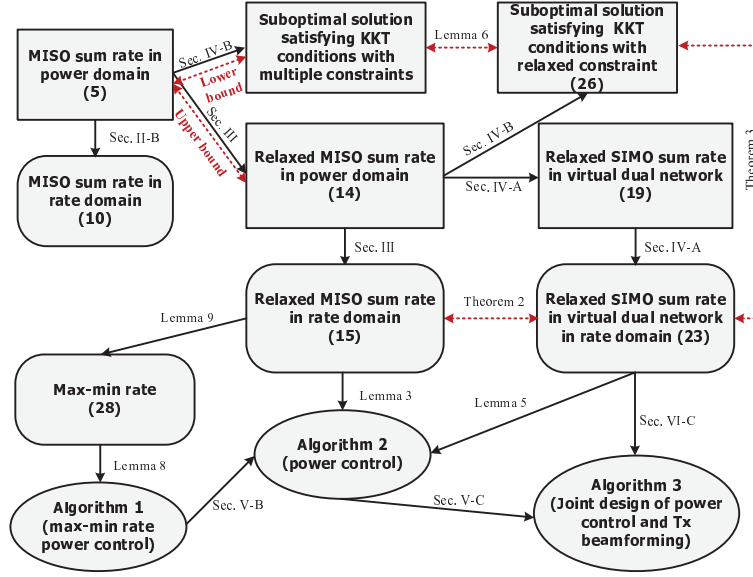 MISO sum rate in
power domain
(5)
Sec. IV-B
Lower
bound
Suboptimal solution
satisfying KKT
conditions with
multiple constraints
Lemma 6
Suboptimal solution
satisfying KKT
conditions with
relaxed constraint
(26)
Sec. II-B
Sec. III
Upper bound
Sec. IV-B
Theorem 3
MISO sum rate in
rate domain
(10)
Relaxed MISO sum rate
in power domain
(14)
Sec. IV-A
Relaxed SIMO sum rate
in virtual dual network
(19)
Sec. III
Sec. IV-A
Lemma 9
Relaxed MISO sum rate
in rate domain
(15)
Theorem 2
Relaxed SIMO sum rate
in virtual dual network
in rate domain (23)
Max-min rate
(28)
Lemma 3
Lemma 5
Sec. VI-C
Lemma 8
Algorithm 2
(power control)
Algorithm 1
(max-min rate
power control)
Sec. V-B
Sec. V-C
Algorithm 3
(Joint design of power
control and Tx
beamforming)